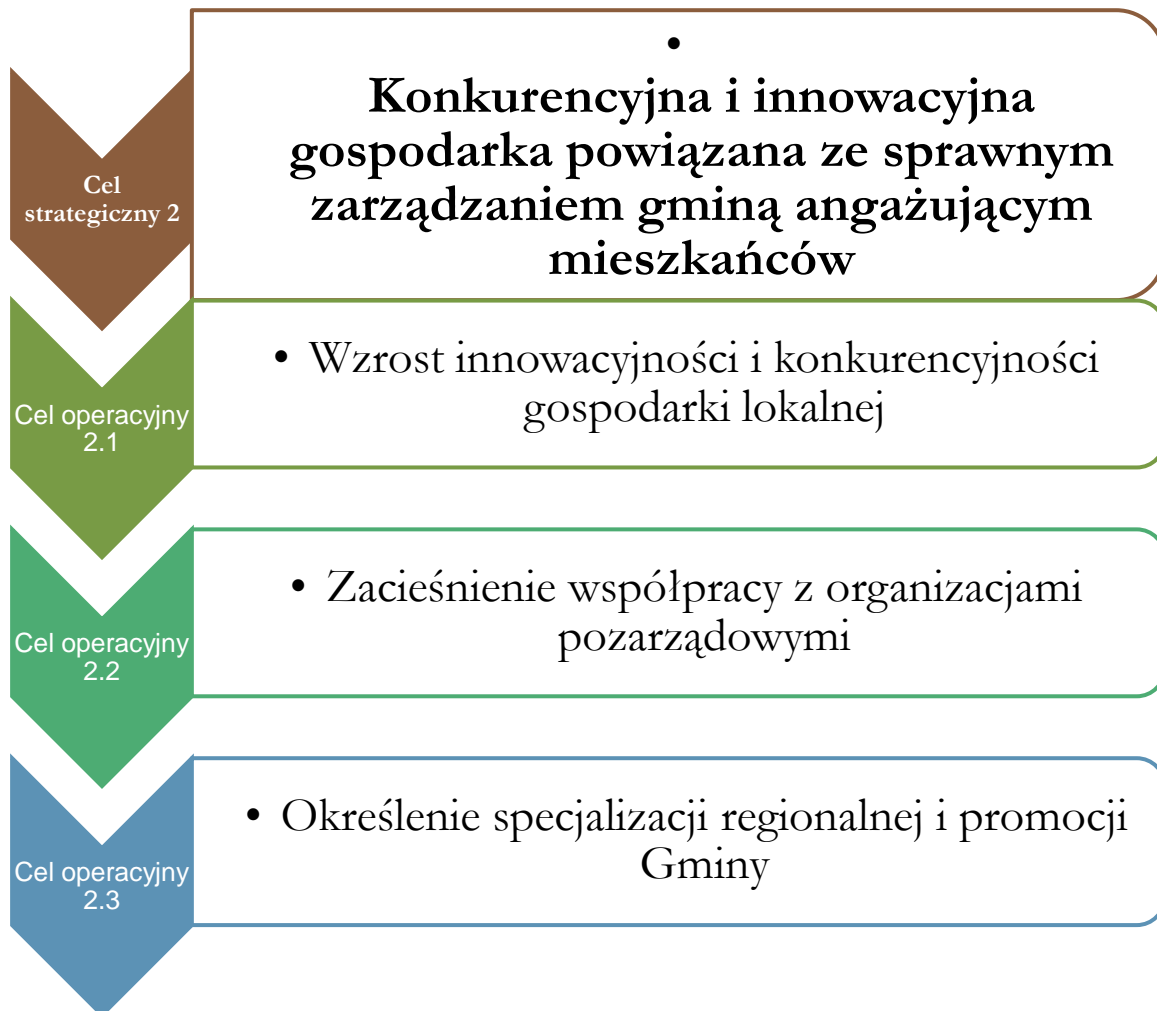 Cel
strategiczny 2
•
Konkurencyjna i innowacyjna
gospodarka powiązana ze sprawnym
zarządzaniem gminą angażującym
mieszkańców
Cel operacyjny
2.1
• Wzrost innowacyjności i konkurencyjności
gospodarki lokalnej
Cel operacyjny
2.2
• Zacieśnienie współpracy z organizacjami
pozarządowymi
Cel operacyjny
2.3
• Określenie specjalizacji regionalnej i promocji
Gminy